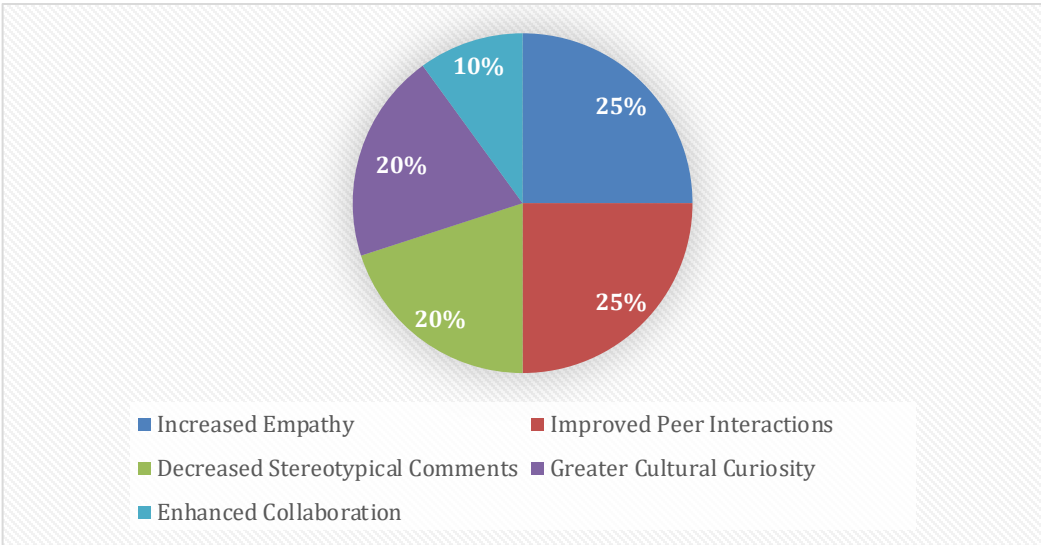 10%
25%
20%
25%
20%
Increased Empathy
Improved Peer Interactions
Decreased Stereotypical Comments
Greater Cultural Curiosity
Enhanced Collaboration